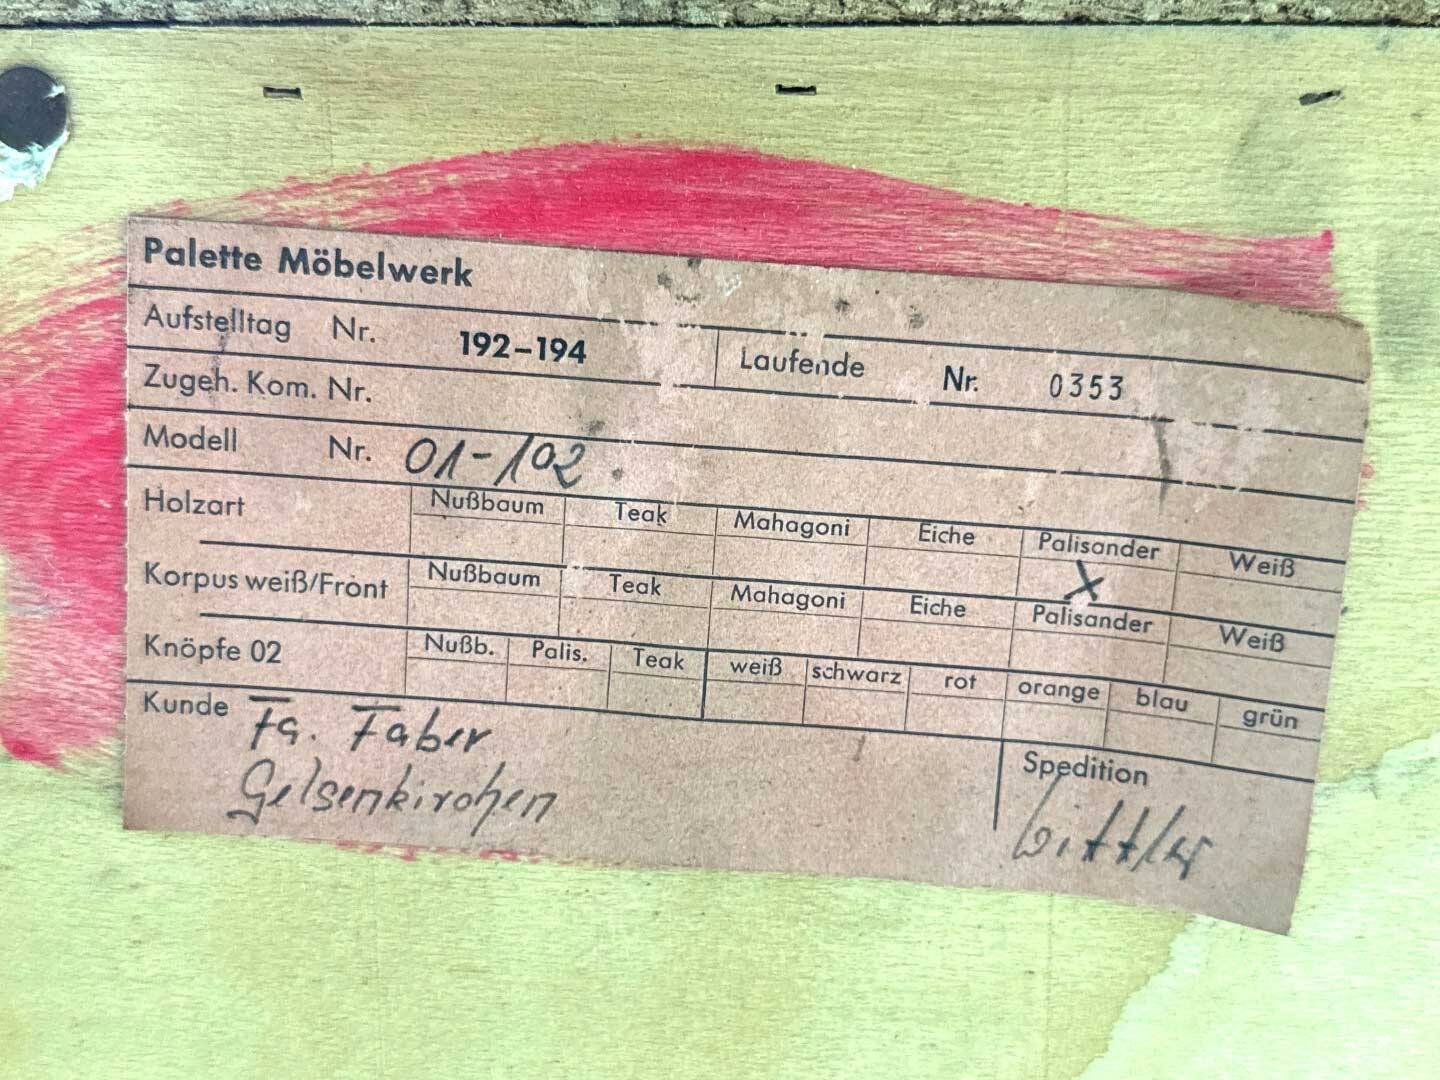 Palette Möbelwerk
Aufstelltag Nr. 192-194 Laufende Nr. 0353
Zugeh. Kom. Nr.
Modell Nr. 01-102
Holzart Nußbaum Teak Mahagoni Eiche Palisander Weiß
X
Korpus weiß/Front Nußbaum Teak Mahagoni Eiche Palisander Weiß
Knöpfe 02 Nußb. Palis. Teak weiß schwarz rot orange blau grün
Kunde Fa. Faber
Gelsenkirchen
Spedition